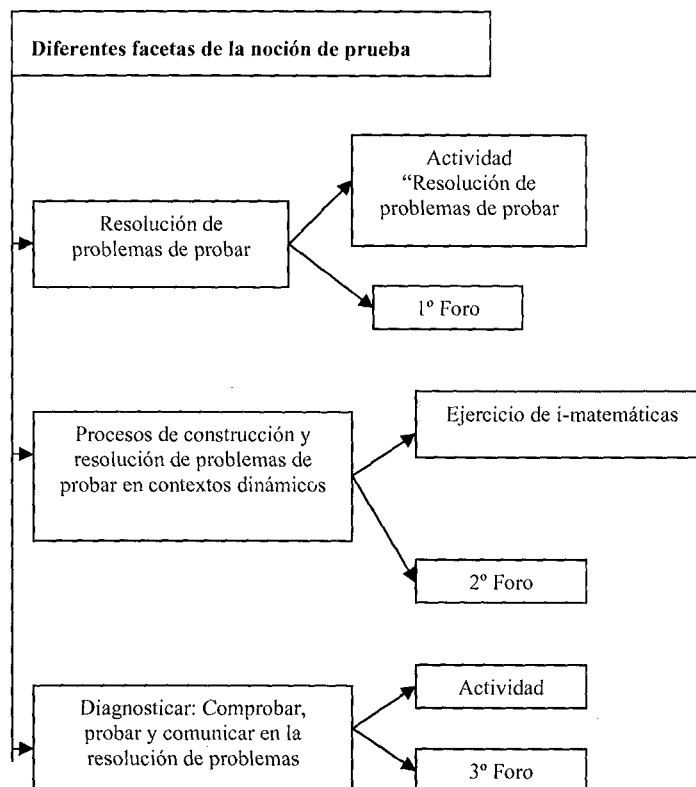 Diferentes facetas de la noción de prueba
Actividad
“Resolución de
problemas de probar
Resolución de
problemas de probar
1º Foro
Ejercicio de i-matemáticas
Procesos de construcción y
resolución de problemas de
probar en contextos dinámicos
2º Foro
Actividad
Diagnosticar: Comprobar,
probar y comunicar en la
resolución de problemas
3º Foro